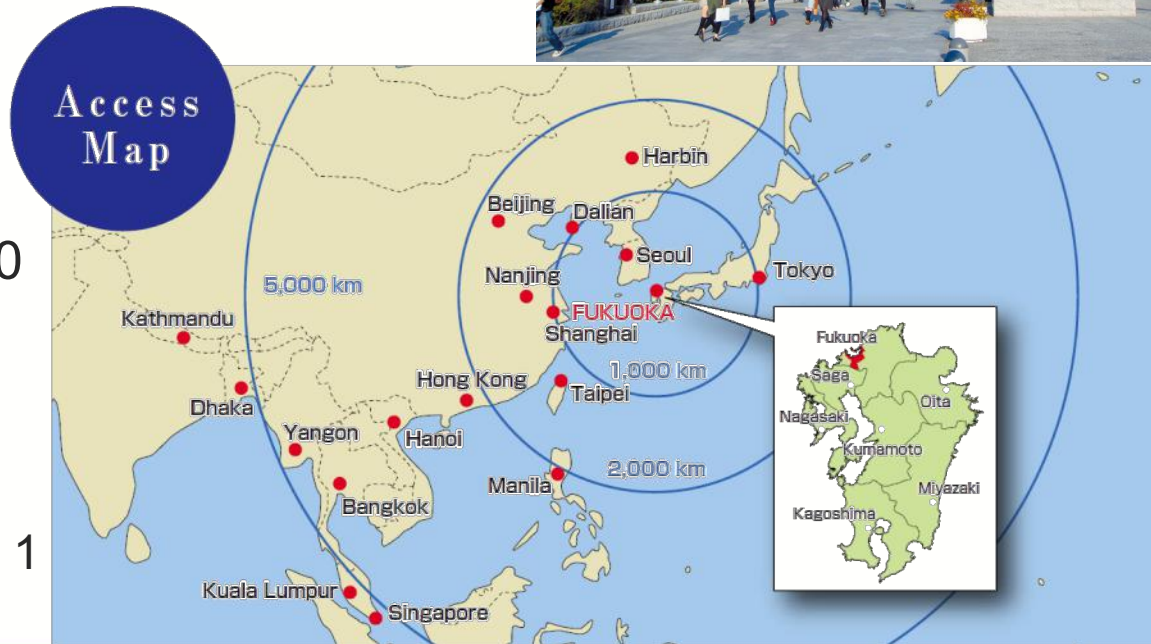 Access
Map
Harbin
Beijing
Dalian
0
Seoul
Tokyo
5,000 km
Nanjing
FUKUOKA
Kathmandu
Shanghai
Fukuoka
1,000 km
Saga
Hong Kong
Taipei
Oita
Dhaka
Nagasaki
Yangon
Hanoi
Kumamoto
2,000 km
Manila
Miyazaki
Bangkok
Kagoshima
1
Kuala Lumpur
Singapore